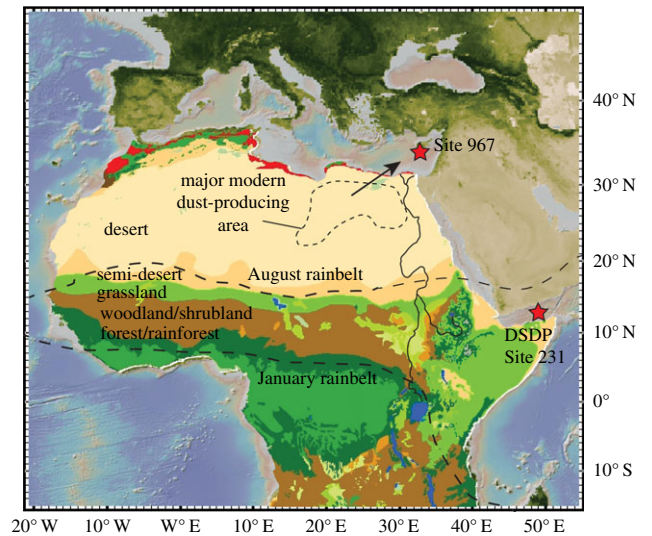 40° N
Site 967
major modern
dust-producing
area
30° N
desert
20° N
semi-desert
August rainbelt
grassland
woodland/shrubland
forest/rainforest
10° N
DSDP
Site 231
January rainbelt
0°
10° S
20° W
10° W
W 0° E
10° E
20° E
30° E
40° E
50° E